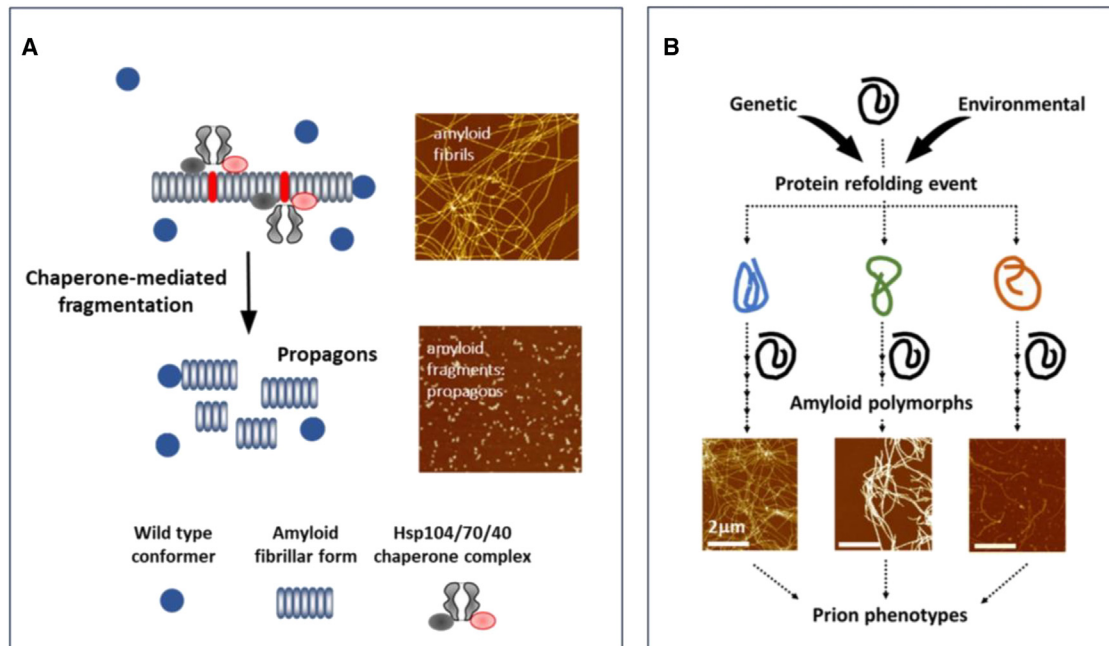 A
amyloid
fibrils
Chaperone-mediated
fragmentation
Propagons
amyloid
fragments:
propagons
Wild type
conformer
Amyloid
fibrillar form
Hsp104/70/40
chaperone complex
B
Genetic
Environmental
Protein refolding event
Amyloid polymorphs
2μm
Prion phenotypes